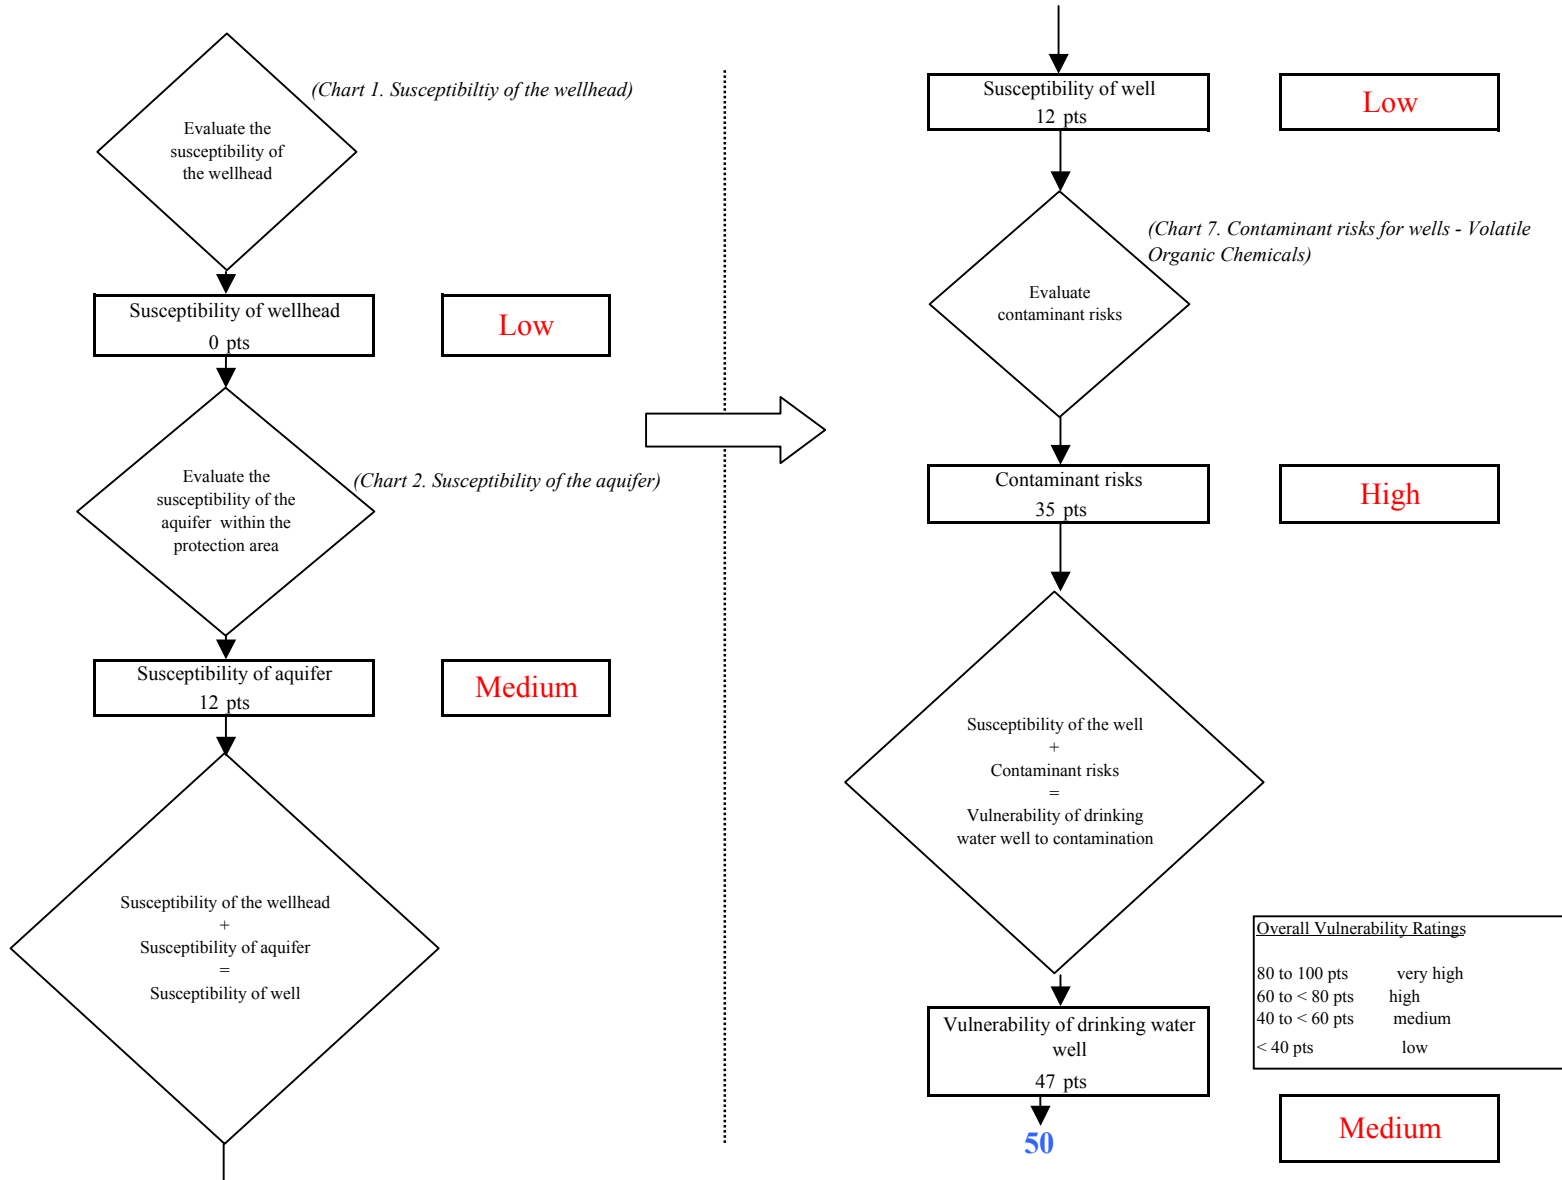 (Chart 1. Susceptibiltiy of the wellhead)
Evaluate the
susceptibility of
the wellhead
Susceptibility of wellhead
0 pts
Low
(Chart 2. Susceptibility of the aquifer)
Evaluate the
susceptibility of the
aquifer within the
protection area
Susceptibility of aquifer
12 pts
Medium
Susceptibility of the wellhead
+
Susceptibility of aquifer
=
Susceptibility of well
Susceptibility of well
12 pts
Low
(Chart 7. Contaminant risks for wells - Volatile
Organic Chemicals)
Evaluate
contaminant risks
Contaminant risks
35 pts
High
Susceptibility of the well
+
Contaminant risks
=
Vulnerability of drinking
water well to contamination
Overall Vulnerability Ratings
80 to 100 pts very high
60 to < 80 pts high
40 to < 60 pts medium
< 40 pts low
Vulnerability of drinking water
well
47 pts
50
Medium